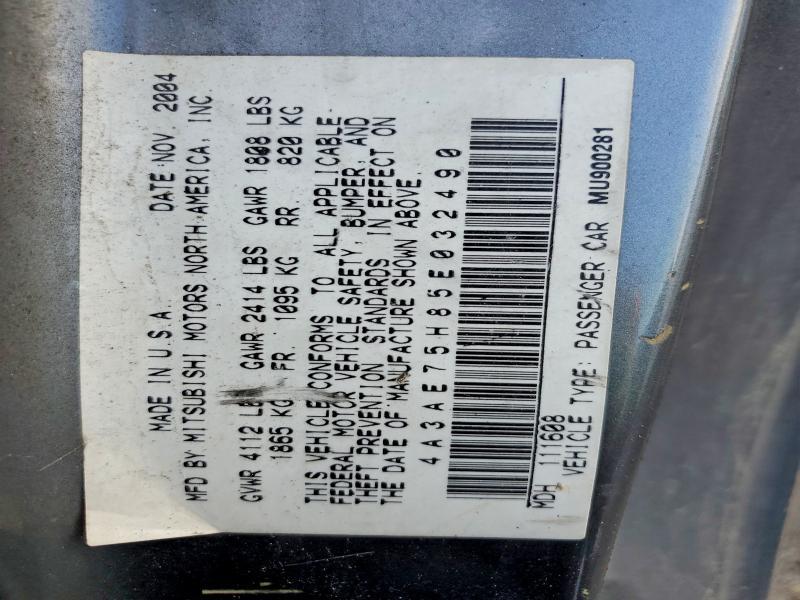 MADE IN U.S.A. DATE NOV, 2004
MFD BY MITSUBISHI MOTORS NORTH AMERICA, INC.
GVWR 4112 LB GAWR 2414 LBS GAWR 1808 LBS
1865 KG FR. 1095 KG RR. 820 KG
THIS VEHICLE CONFORMS TO ALL APPLICABLE
FEDERAL MOTOR VEHICLE SAFETY, BUMPER, AND
THEFT PREVENTION STANDARDS IN EFFECT ON
THE DATE OF MANUFACTURE SHOWN ABOVE.
4A3AE75H85E032490
MDH 111608
VEHICLE TYPE: PASSENGER CAR MU900281